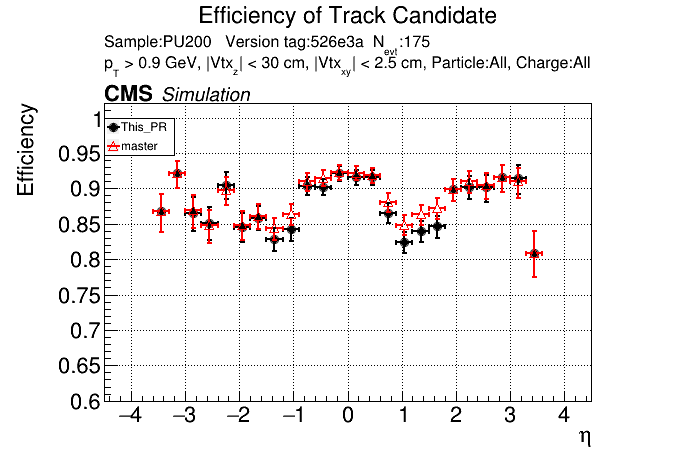 Efficiency of Track Candidate
Sample:PU200 Version tag:526e3a N_evt:175
p_T > 0.9 GeV, |Vtx_z| < 30 cm, |Vtx_xy| < 2.5 cm, Particle:All, Charge:All
CMS Simulation
Efficiency
1
0.95
0.9
0.85
0.8
0.75
0.7
0.65
0.6
This_PR
master
−4 −3 −2 −1 0 1 2 3 4
η